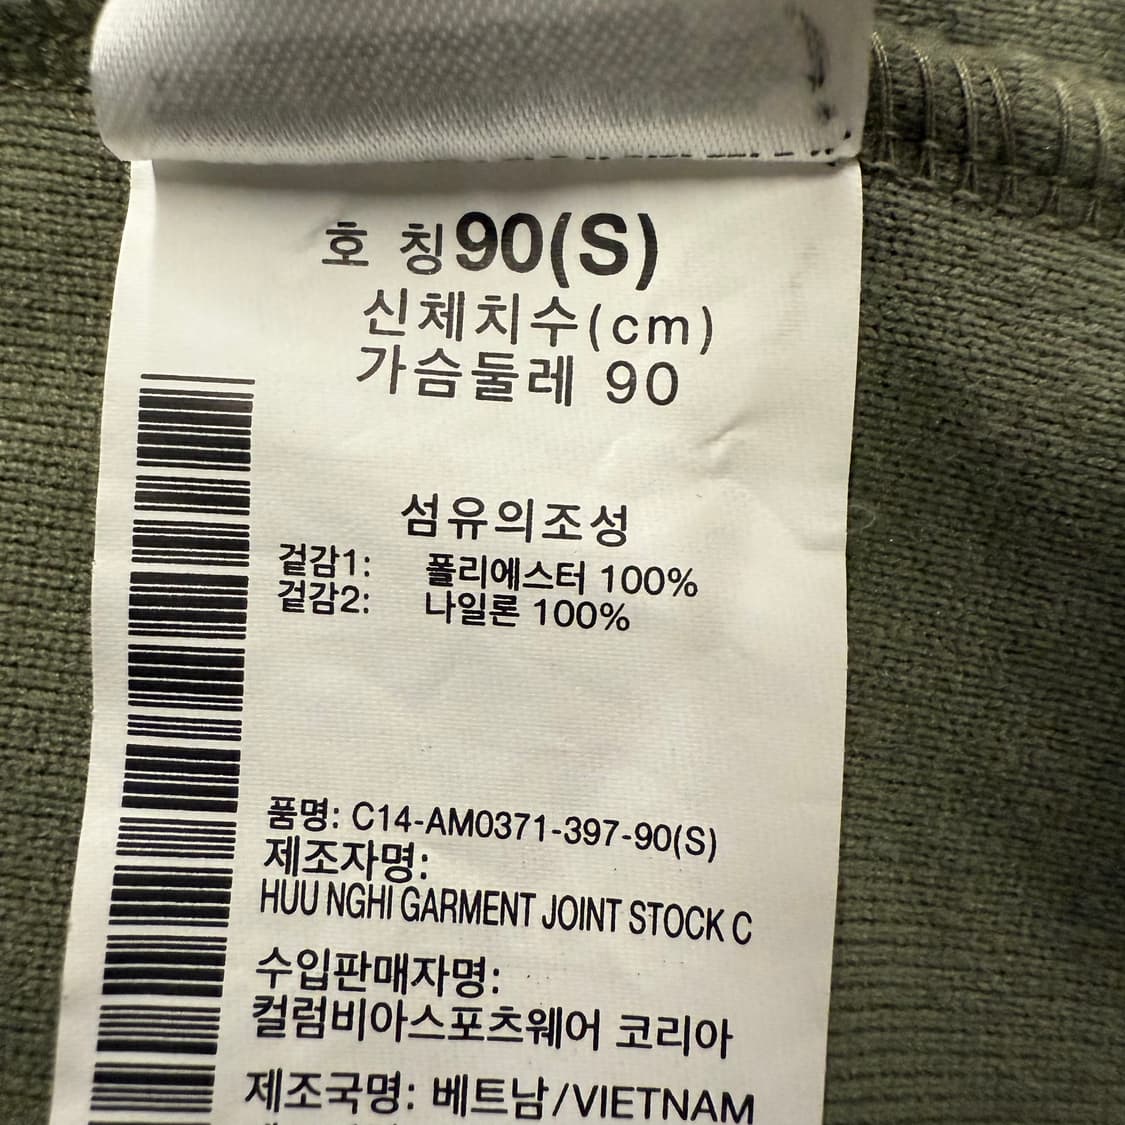 호 칭90(S)
신체치수(cm)
가슴둘레 90
섬유의조성
겉감1: 폴리에스터 100%
겉감2: 나일론 100%
품명: C14-AM0371-397-90(S)
제조자명:
HUU NGHI GARMENT JOINT STOCK C
수입판매자명:
컬럼비아스포츠웨어 코리아
제조국명: 베트남/VIETNAM